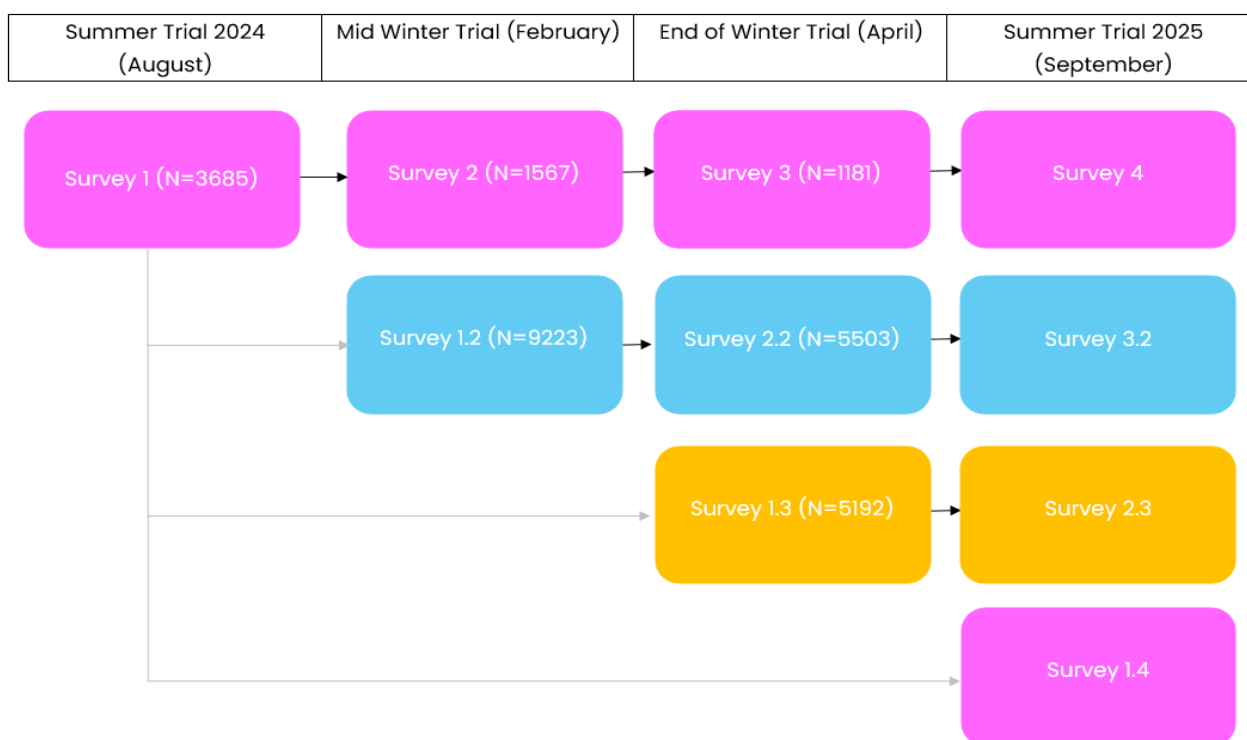 Summer Trial 2024
(August)
Mid Winter Trial (February)
End of Winter Trial (April)
Summer Trial 2025
(September)
Survey 1 (N=3685)
Survey 2 (N=1567)
Survey 3 (N=1181)
Survey 4
Survey 1.2 (N=9223)
Survey 2.2 (N=5503)
Survey 3.2
Survey 1.3 (N=5192)
Survey 2.3
Survey 1.4